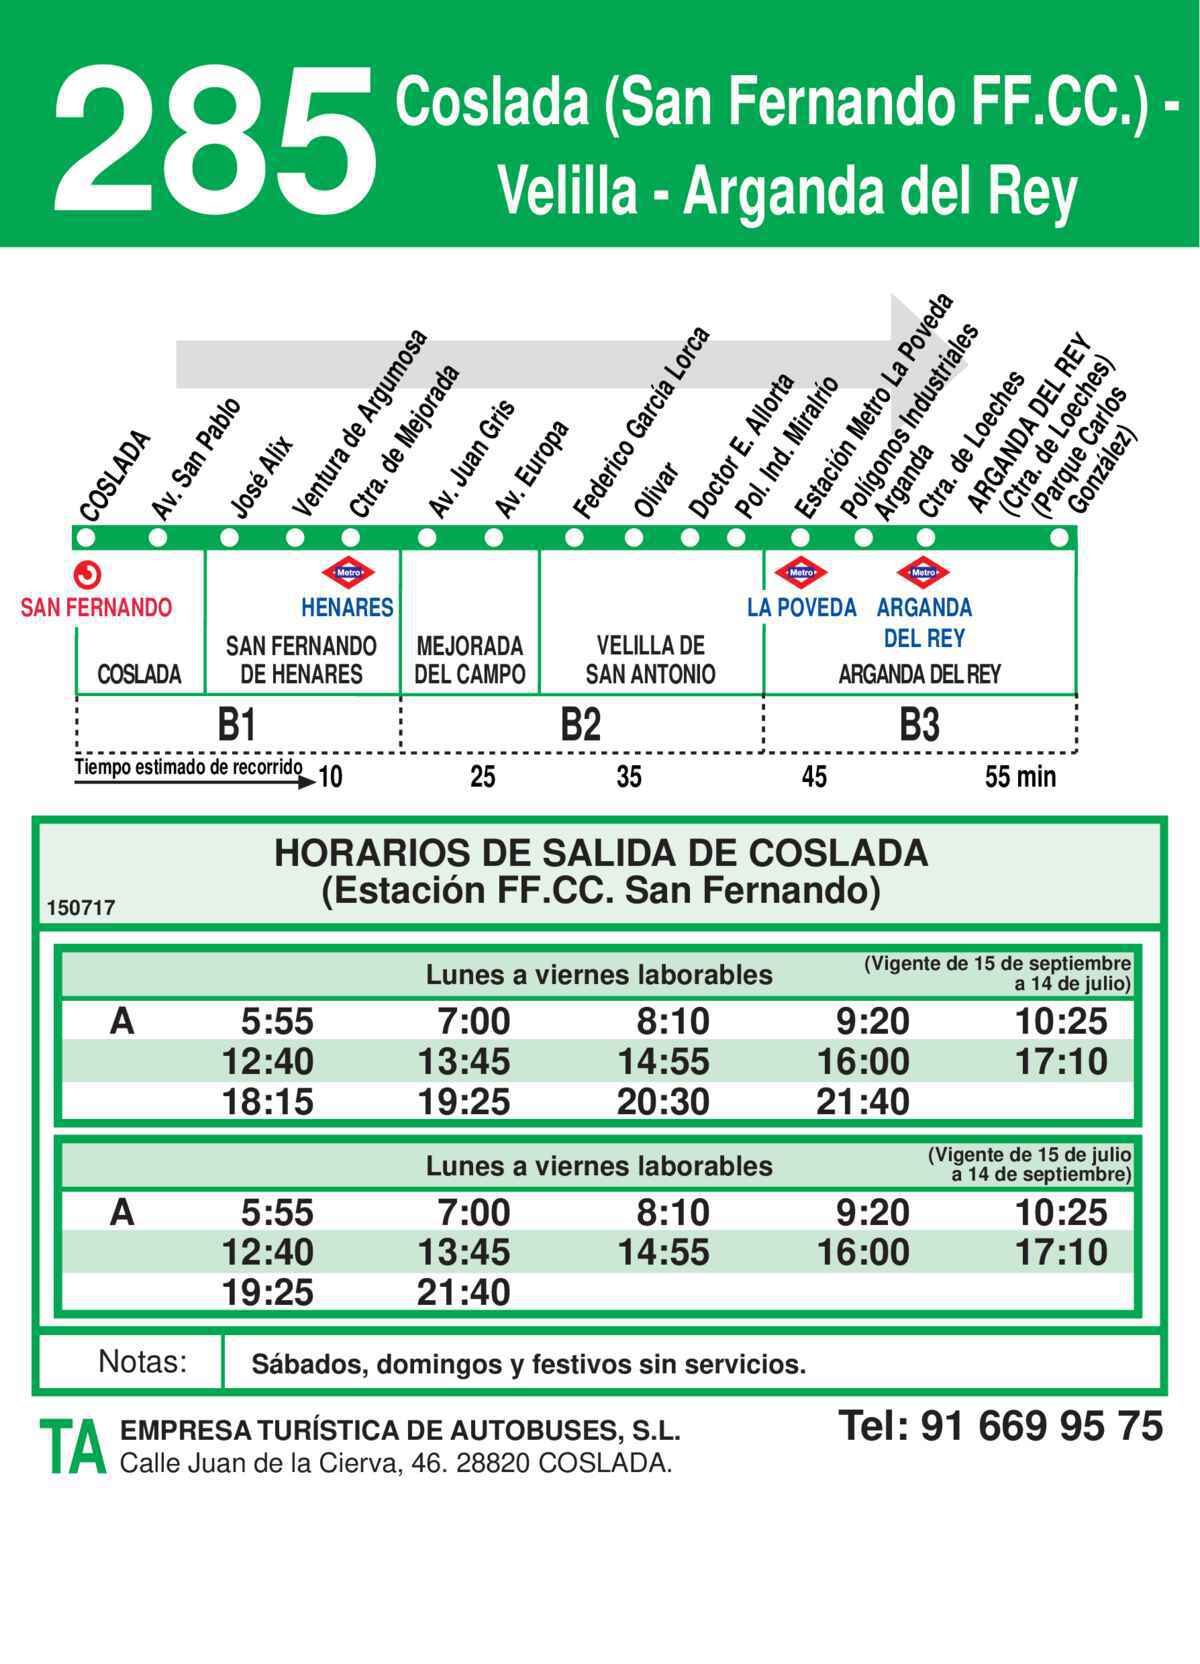 285
Coslada (San Fernando FF.CC.) -
Velilla - Arganda del Rey
COSLADA
Av. San Pablo
José Alix
Ventura de Argumosa
Ctra. de Mejorada
Av. Juan Gris
Av. Europa
Federico García Lorca
Olivar
Doctor E. Allorta
Pol. Ind. Miralrío
Estación Metro La Poveda
Polígonos Industriales
Arganda
Ctra. de Loeches
ARGANDA DEL REY
(Ctra. de Loeches)
(Parque Carlos
González)
Metro
Metro
Metro
SAN FERNANDO
HENARES
LA POVEDA
ARGANDA
DEL REY
COSLADA
SAN FERNANDO
DE HENARES
MEJORADA
DEL CAMPO
VELILLA DE
SAN ANTONIO
ARGANDA DEL REY
B1 B2 B3
Tiempo estimado de recorrido 10 25 35 45 55 min
HORARIOS DE SALIDA DE COSLADA
(Estación FF.CC. San Fernando)
150717
Lunes a viernes laborables
(Vigente de 15 de septiembre
a 14 de julio)
A 5:55 7:00 8:10 9:20 10:25
12:40 13:45 14:55 16:00 17:10
18:15 19:25 20:30 21:40
Lunes a viernes laborables
(Vigente de 15 de julio
a 14 de septiembre)
A 5:55 7:00 8:10 9:20 10:25
12:40 13:45 14:55 16:00 17:10
19:25 21:40
Notas: Sábados, domingos y festivos sin servicios.
TA
EMPRESA TURÍSTICA DE AUTOBUSES, S.L.
Calle Juan de la Cierva, 46. 28820 COSLADA.
Tel: 91 669 95 75